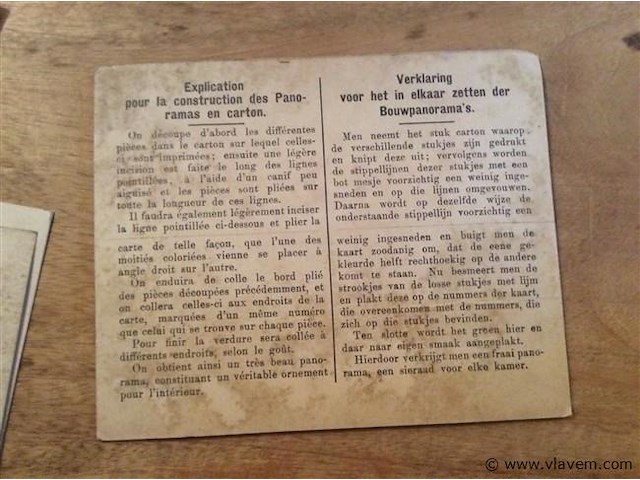 Explication
pour la construction des Pano-
ramas en carton.
On découpe d'abord les différentes
pièces dans le carton sur lequel celles-
ci sont imprimées; ensuite une légère
incision est faite le long des lignes
pointillées, à l'aide d'un canif peu
aiguisé et les pièces sont pliées sur
toute la longueur de ces lignes.
Il faudra également légèrement inciser
la ligne pointillée ci-dessous et plier la
carte de telle façon, que l'une des
moitiés coloriées vienne se placer à
angle droit sur l'autre.
On enduira de colle le bord plié
des pièces découpées précédemment, et
on collera celles-ci aux endroits de la
carte, marquées d'un même numéro
que celui qui se trouve sur chaque pièce.
Pour finir la verdure sera collée à
différents endroits, selon le goût.
On obtient ainsi un très beau pano-
rama, constituant un véritable ornement
pour l'intérieur.
Verklaring
voor het in elkaar zetten der
Bouwpanorama's.
Men neemt het stuk carton waarop
de verschillende stukjes zijn gedrukt
en knipt deze uit; vervolgens worden
de stippellijnen dezer stukjes met een
bot mesje voorzichtig een weinig inge-
sneden en op die lijnen omgevouwen.
Daarna wordt op dezelfde wijze de
onderstaande stippellijn voorzichtig een
weinig ingesneden en buigt men de
kaart zoodanig om, dat de eene ge-
kleurde helft rechthoekig op de andere
komt te staan. Nu besmeert men de
strookjes van de losse stukjes met lijm
en plakt deze op de nummers der kaart,
die overeenkomen met de nummers, die
zich op die stukjes bevinden.
Ten slotte wordt het groen hier en
daar naar eigen smaak aangeplakt.
Hierdoor verkrijgt men een fraai pano-
rama, een sieraad voor elke kamer.
© www.vlavem.com